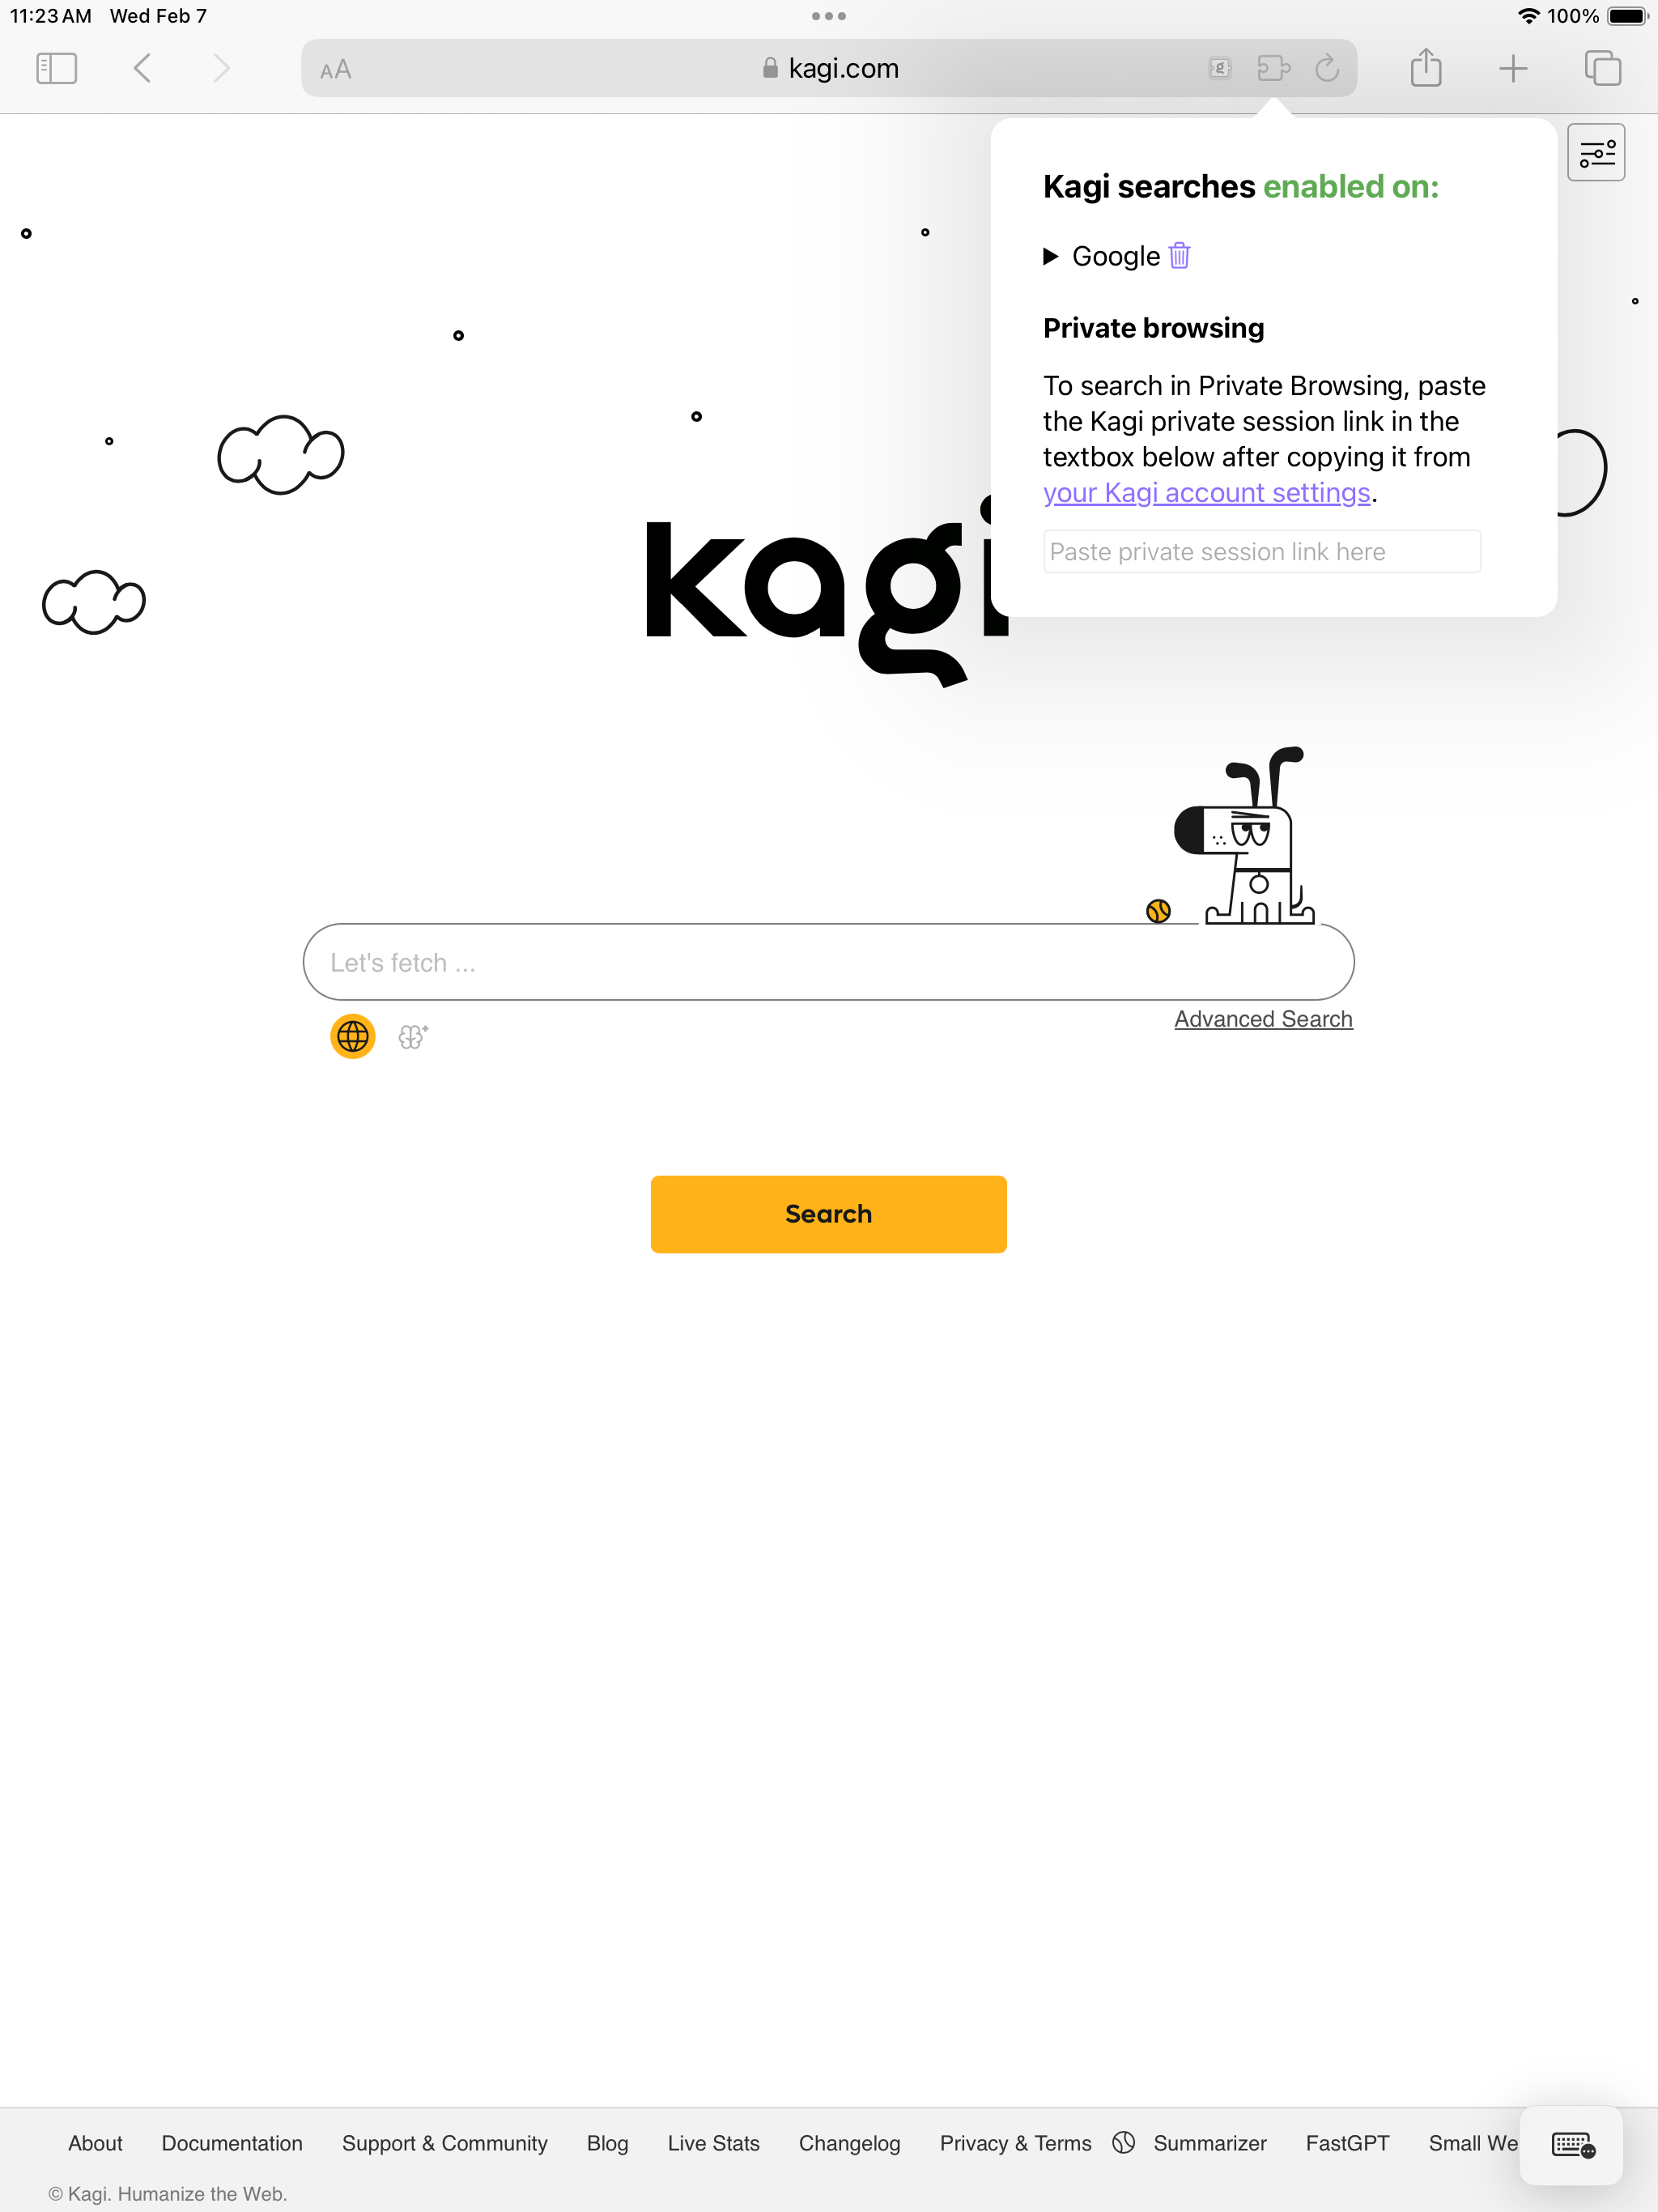 11:23 AM Wed Feb 7
100%
AA
kagi.com
g
Kagi searches enabled on:
Google
Private browsing
To search in Private Browsing, paste
the Kagi private session link in the
textbox below after copying it from
your Kagi account settings.
Paste private session link here
kagi
Let's fetch ...
Advanced Search
Search
About Documentation Support & Community Blog Live Stats Changelog Privacy & Terms Summarizer FastGPT Small We
© Kagi. Humanize the Web.